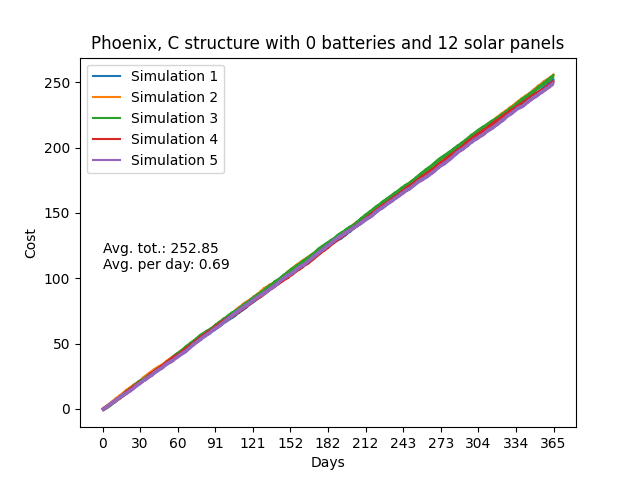 Phoenix, C structure with 0 batteries and 12 solar panels
Simulation 1
Simulation 2
Simulation 3
Simulation 4
Simulation 5
250
200
150
100
50
0
Cost
Avg. tot.: 252.85
Avg. per day: 0.69
0 30 60 91 121 152 182 212 243 273 304 334 365
Days